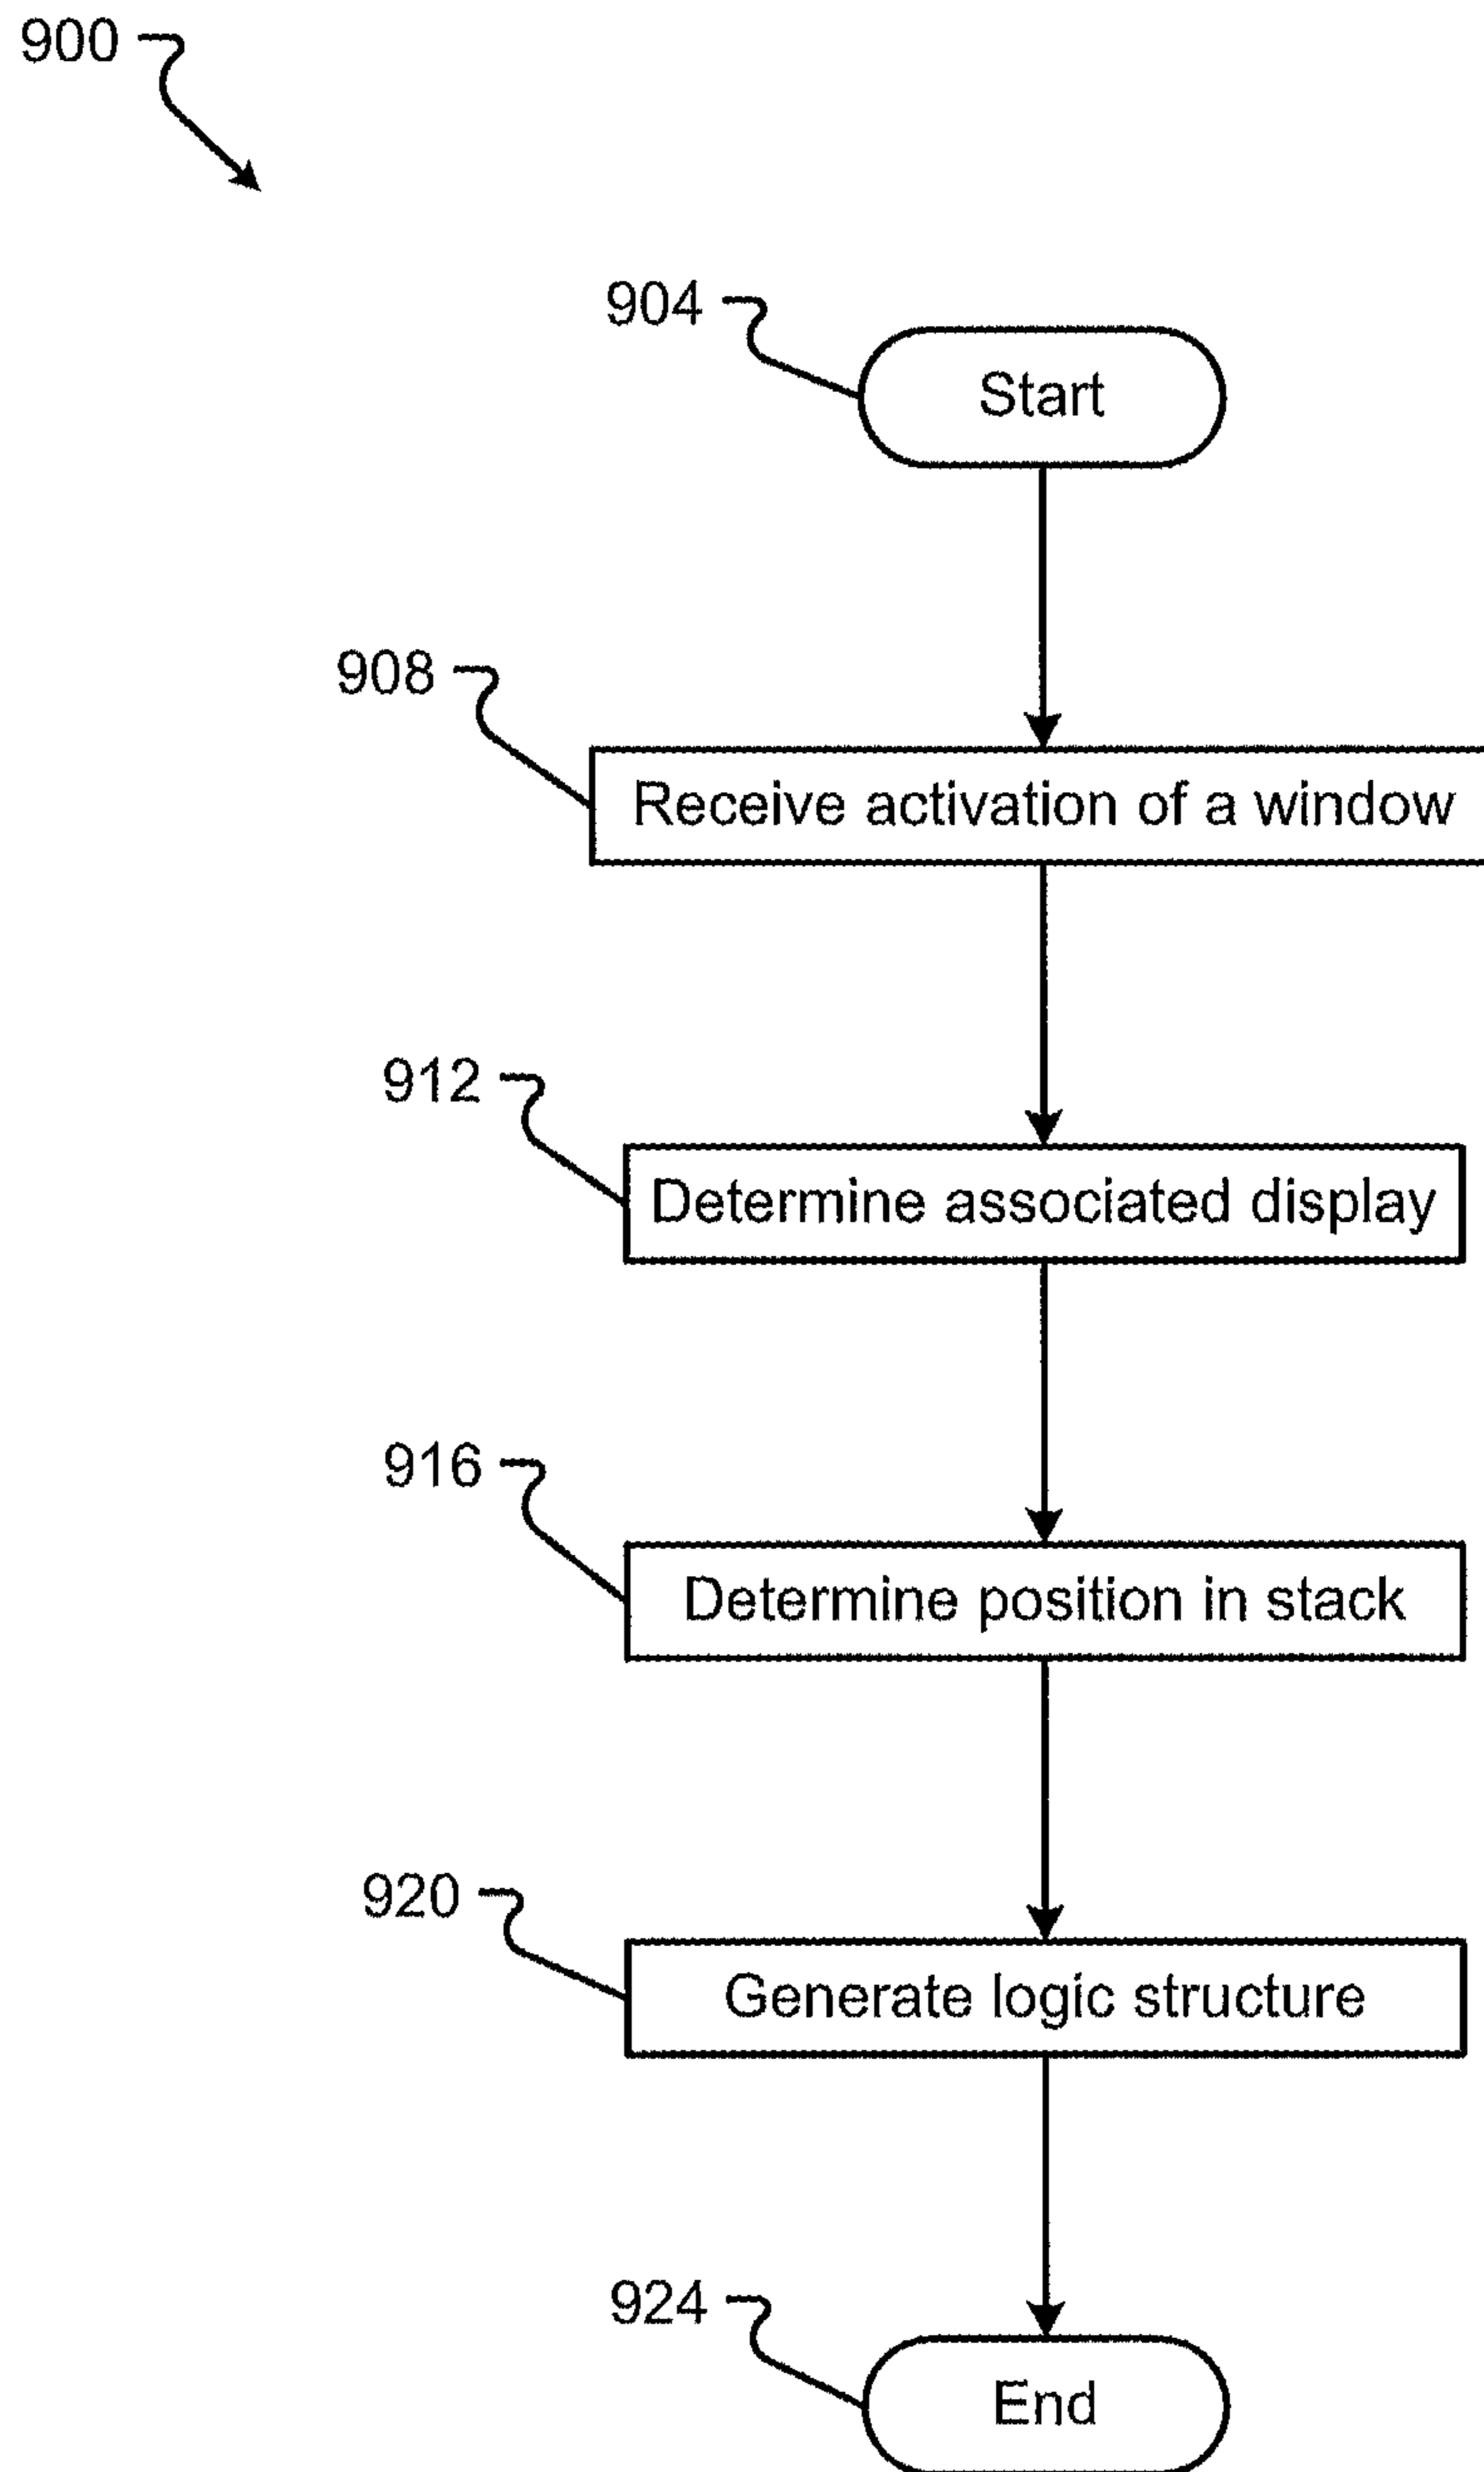 900
904
Start
908
Receive activation of a window
912
Determine associated display
916
Determine position in stack
920
Generate logic structure
924
End